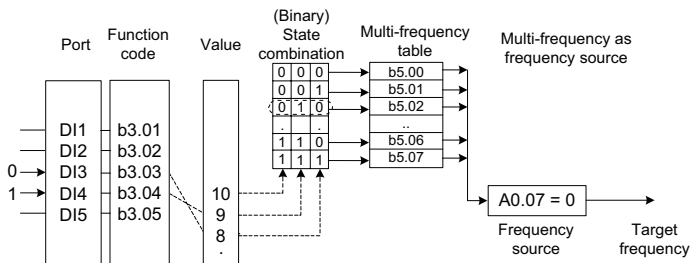 Port
Function
code
Value
(Binary)
State
combination
Multi-frequency
table
Multi-frequency as
frequency source
0 0 0 b5.00
0 0 1 b5.01
0 1 0 b5.02
. . . ..
1 1 0 b5.06
1 1 1 b5.07
DI1 b3.01
DI2 b3.02
0 DI3 b3.03
1 DI4 b3.04
DI5 b3.05
10
9
8
.
A0.07 = 0
Frequency
source
Target
frequency